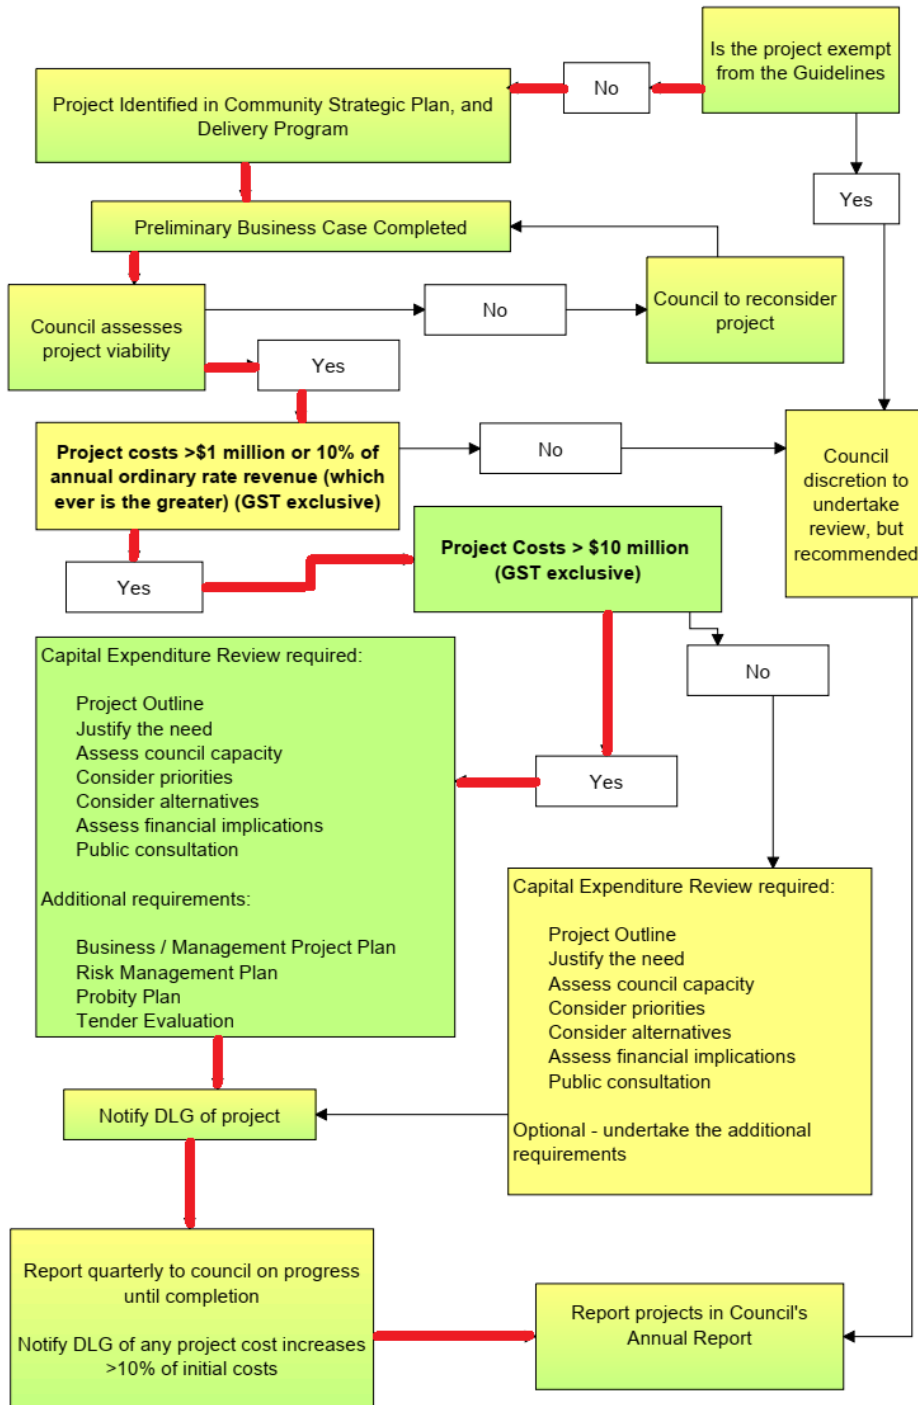 Is the project exempt
from the Guidelines
No
Project Identified in Community Strategic Plan, and
Delivery Program
Yes
Preliminary Business Case Completed
Council assesses
project viability
No
Council to reconsider
project
Yes
Project costs >$1 million or 10% of
annual ordinary rate revenue (which
ever is the greater) (GST exclusive)
No
Council
discretion to
undertake
review, but
recommended
Yes
Project Costs > $10 million
(GST exclusive)
No
Yes
Capital Expenditure Review required:
Project Outline
Justify the need
Assess council capacity
Consider priorities
Consider alternatives
Assess financial implications
Public consultation
Additional requirements:
Business / Management Project Plan
Risk Management Plan
Probity Plan
Tender Evaluation
Capital Expenditure Review required:
Project Outline
Justify the need
Assess council capacity
Consider priorities
Consider alternatives
Assess financial implications
Public consultation
Optional - undertake the additional
requirements
Notify DLG of project
Report quarterly to council on progress
until completion
Notify DLG of any project cost increases
>10% of initial costs
Report projects in Council's
Annual Report